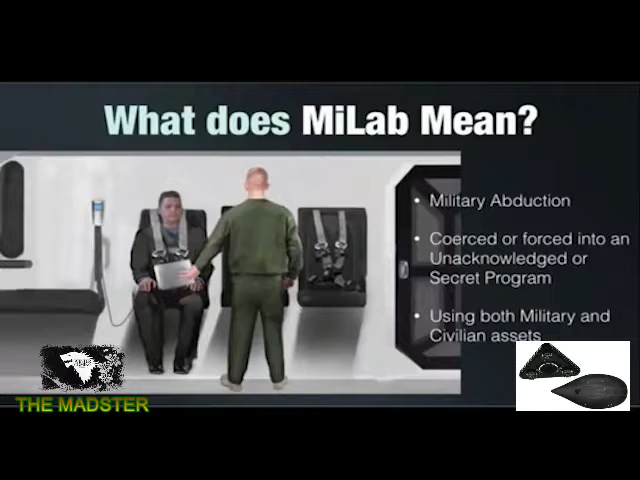 What does MiLab Mean?
• Military Abduction
• Coerced or forced into an
Unacknowledged or
Secret Program
• Using both Military and
Civilian assets
THE MADSTER